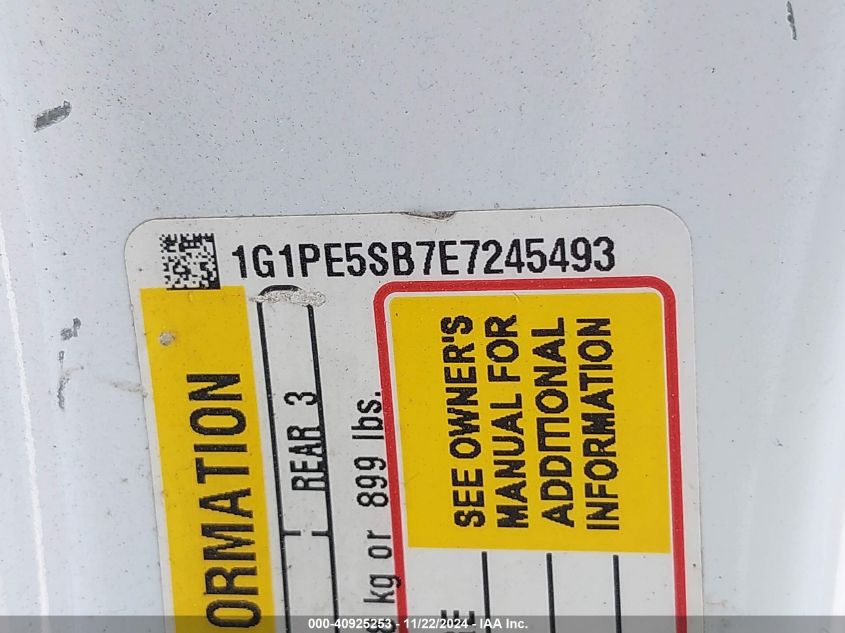 1G1PE5SB7E7245493
ORMATION
REAR 3
kg or 899 lbs.
SEE OWNER'S
MANUAL FOR
ADDITIONAL
INFORMATION
000-40925253 - 11/22/2024 - IAA Inc.